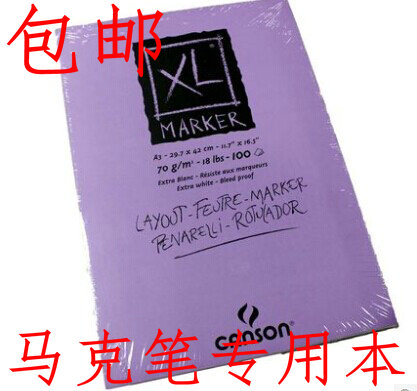 包邮
XL
MARKER
A3 - 29.7 x 42 cm - 11.7" x 16.5"
70 g/m² - 18 lbs - 100
Extra Blanc - Résiste aux marqueurs
Extra white - Bleed proof
LAYOUT-FEUTRE-MARKER
PENARELLI-ROTULADOR
CANSON
马克笔专用本